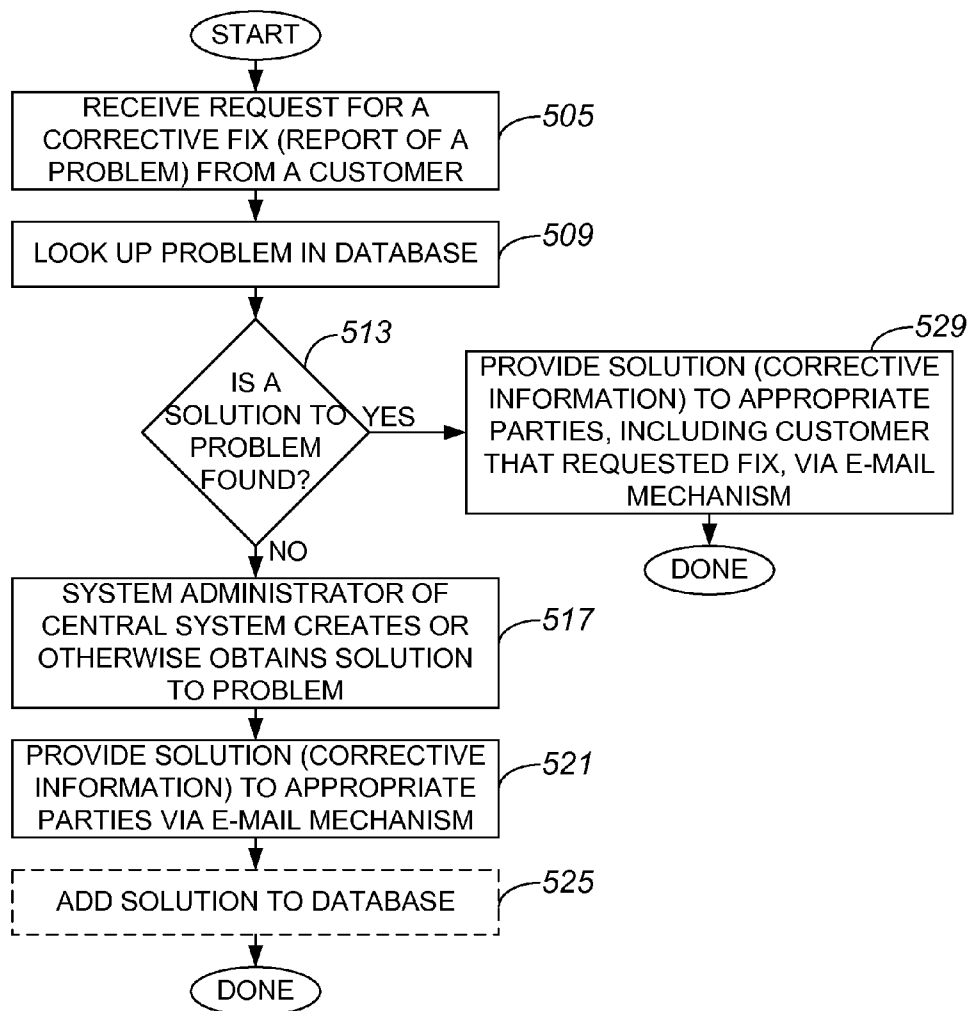 START
RECEIVE REQUEST FOR A
CORRECTIVE FIX (REPORT OF A
PROBLEM) FROM A CUSTOMER
505
LOOK UP PROBLEM IN DATABASE
509
513
IS A
SOLUTION TO
PROBLEM
FOUND?
YES
529
PROVIDE SOLUTION (CORRECTIVE
INFORMATION) TO APPROPRIATE
PARTIES, INCLUDING CUSTOMER
THAT REQUESTED FIX, VIA E-MAIL
MECHANISM
DONE
NO
SYSTEM ADMINISTRATOR OF
CENTRAL SYSTEM CREATES OR
OTHERWISE OBTAINS SOLUTION
TO PROBLEM
517
PROVIDE SOLUTION (CORRECTIVE
INFORMATION) TO APPROPRIATE
PARTIES VIA E-MAIL MECHANISM
521
ADD SOLUTION TO DATABASE
525
DONE